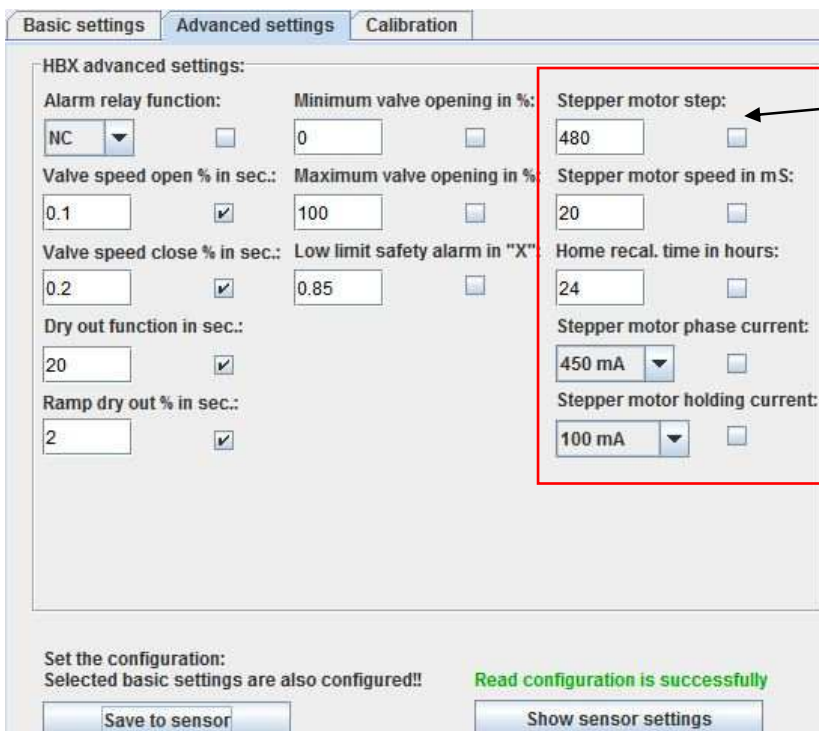 Basic settings Advanced settings Calibration
HBX advanced settings:
Alarm relay function: Minimum valve opening in %: Stepper motor step:
NC 0 480
Valve speed open % in sec.: Maximum valve opening in %: Stepper motor speed in mS:
0.1 100 20
Valve speed close % in sec.: Low limit safety alarm in "X": Home recal. time in hours:
0.2 0.85 24
Dry out function in sec.: Stepper motor phase current:
20 450 mA
Ramp dry out % in sec.: Stepper motor holding current:
2 100 mA
Set the configuration:
Selected basic settings are also configured!! Read configuration is successfully
Save to sensor Show sensor settings